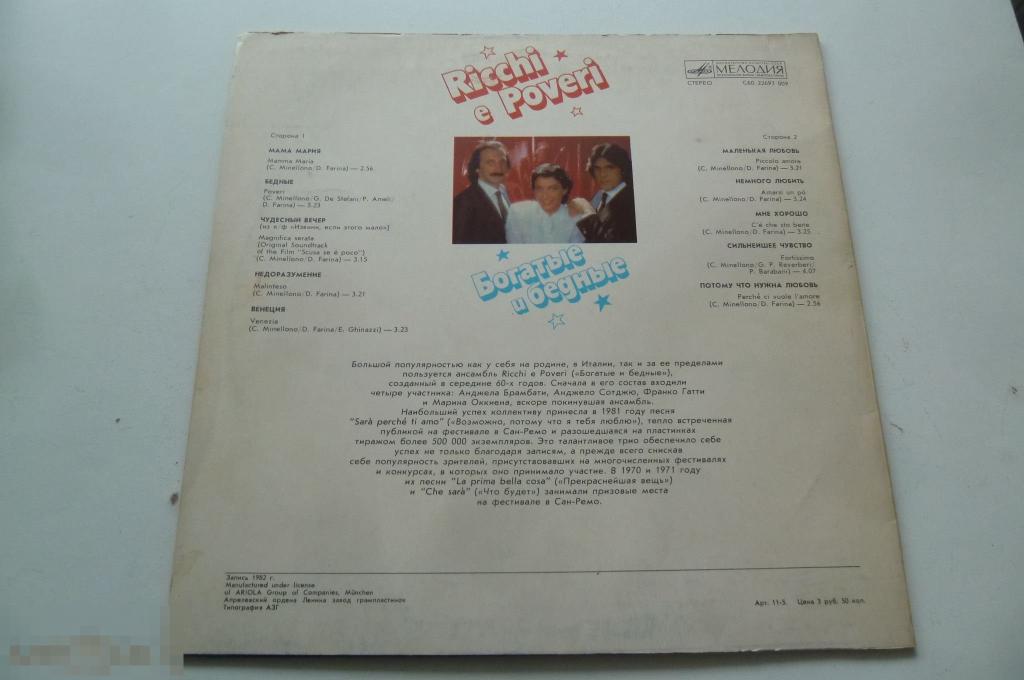 Ricchi
e Poveri
МЕЛОДИЯ
СТЕРЕО
С60 22693 009
Сторона 1
МАМА МАРИЯ
Mamma Maria
(C. Minellono/D. Farina) — 2.56
БЕДНЫЕ
Poveri
(C. Minellono/G. De Stefani/P. Ameli/
D. Farina) — 3.23
ЧУДЕСНЫЙ ВЕЧЕР
(из к/ф «Извини, если этого мало»)
Magnifica serata
(Original Soundtrack
of the Film "Scusa se è poco")
(C. Minellono/D. Farina) — 3.15
НЕДОРАЗУМЕНИЕ
Malinteso
(C. Minellono/D. Farina) — 3.21
ВЕНЕЦИЯ
Venezia
(C. Minellono/D. Farina/E. Ghinazzi) — 3.23
Богатые
и бедные
Сторона 2
МАЛЕНЬКАЯ ЛЮБОВЬ
Piccolo amore
(C. Minellono/
D. Farina) — 3.21
НЕМНОГО ЛЮБИТЬ
Amarsi un pó
(C. Minellono/
D. Farina) — 3.24
МНЕ ХОРОШО
C'è che sto bene
(C. Minellono/
D. Farina) — 3.25
СИЛЬНЕЙШЕЕ ЧУВСТВО
Fortissimo
(C. Minellono/G. P. Reverberi/
P. Barabani) — 4.07
ПОТОМУ ЧТО НУЖНА ЛЮБОВЬ
Perché ci vuole l'amore
(C. Minellono/D. Farina) — 2.56
Большой популярностью как у себя на родине, в Италии, так и за ее пределами
пользуется ансамбль Ricchi e Poveri («Богатые и бедные»),
созданный в середине 60-х годов. Сначала в его состав входили
четыре участника: Анджела Брамбати, Анджело Сотджю, Франко Гатти
и Марина Оккиена, вскоре покинувшая ансамбль.
Наибольший успех коллективу принесла в 1981 году песня
"Sarà perché ti amo" («Возможно, потому что я тебя люблю»), тепло встреченная
публикой на фестивале в Сан-Ремо и разошедшаяся на пластинках
тиражом более 500 000 экземпляров. Это талантливое трио обеспечило себе
успех не только благодаря записям, а прежде всего снискав
себе популярность зрителей, присутствовавших на многочисленных фестивалях
и конкурсах, в которых оно принимало участие. В 1970 и 1971 году
их песни "La prima bella cosa" («Прекраснейшая вещь»)
и "Che sarà" («Что будет») занимали призовые места
на фестивале в Сан-Ремо.
Запись 1982 г.
Manufactured under license
of ARIOLA Group of Companies, München
Апрелевский ордена Ленина завод грампластинок
Типография АЗГ
Арт. 11-5. Цена 3 руб. 50 коп.